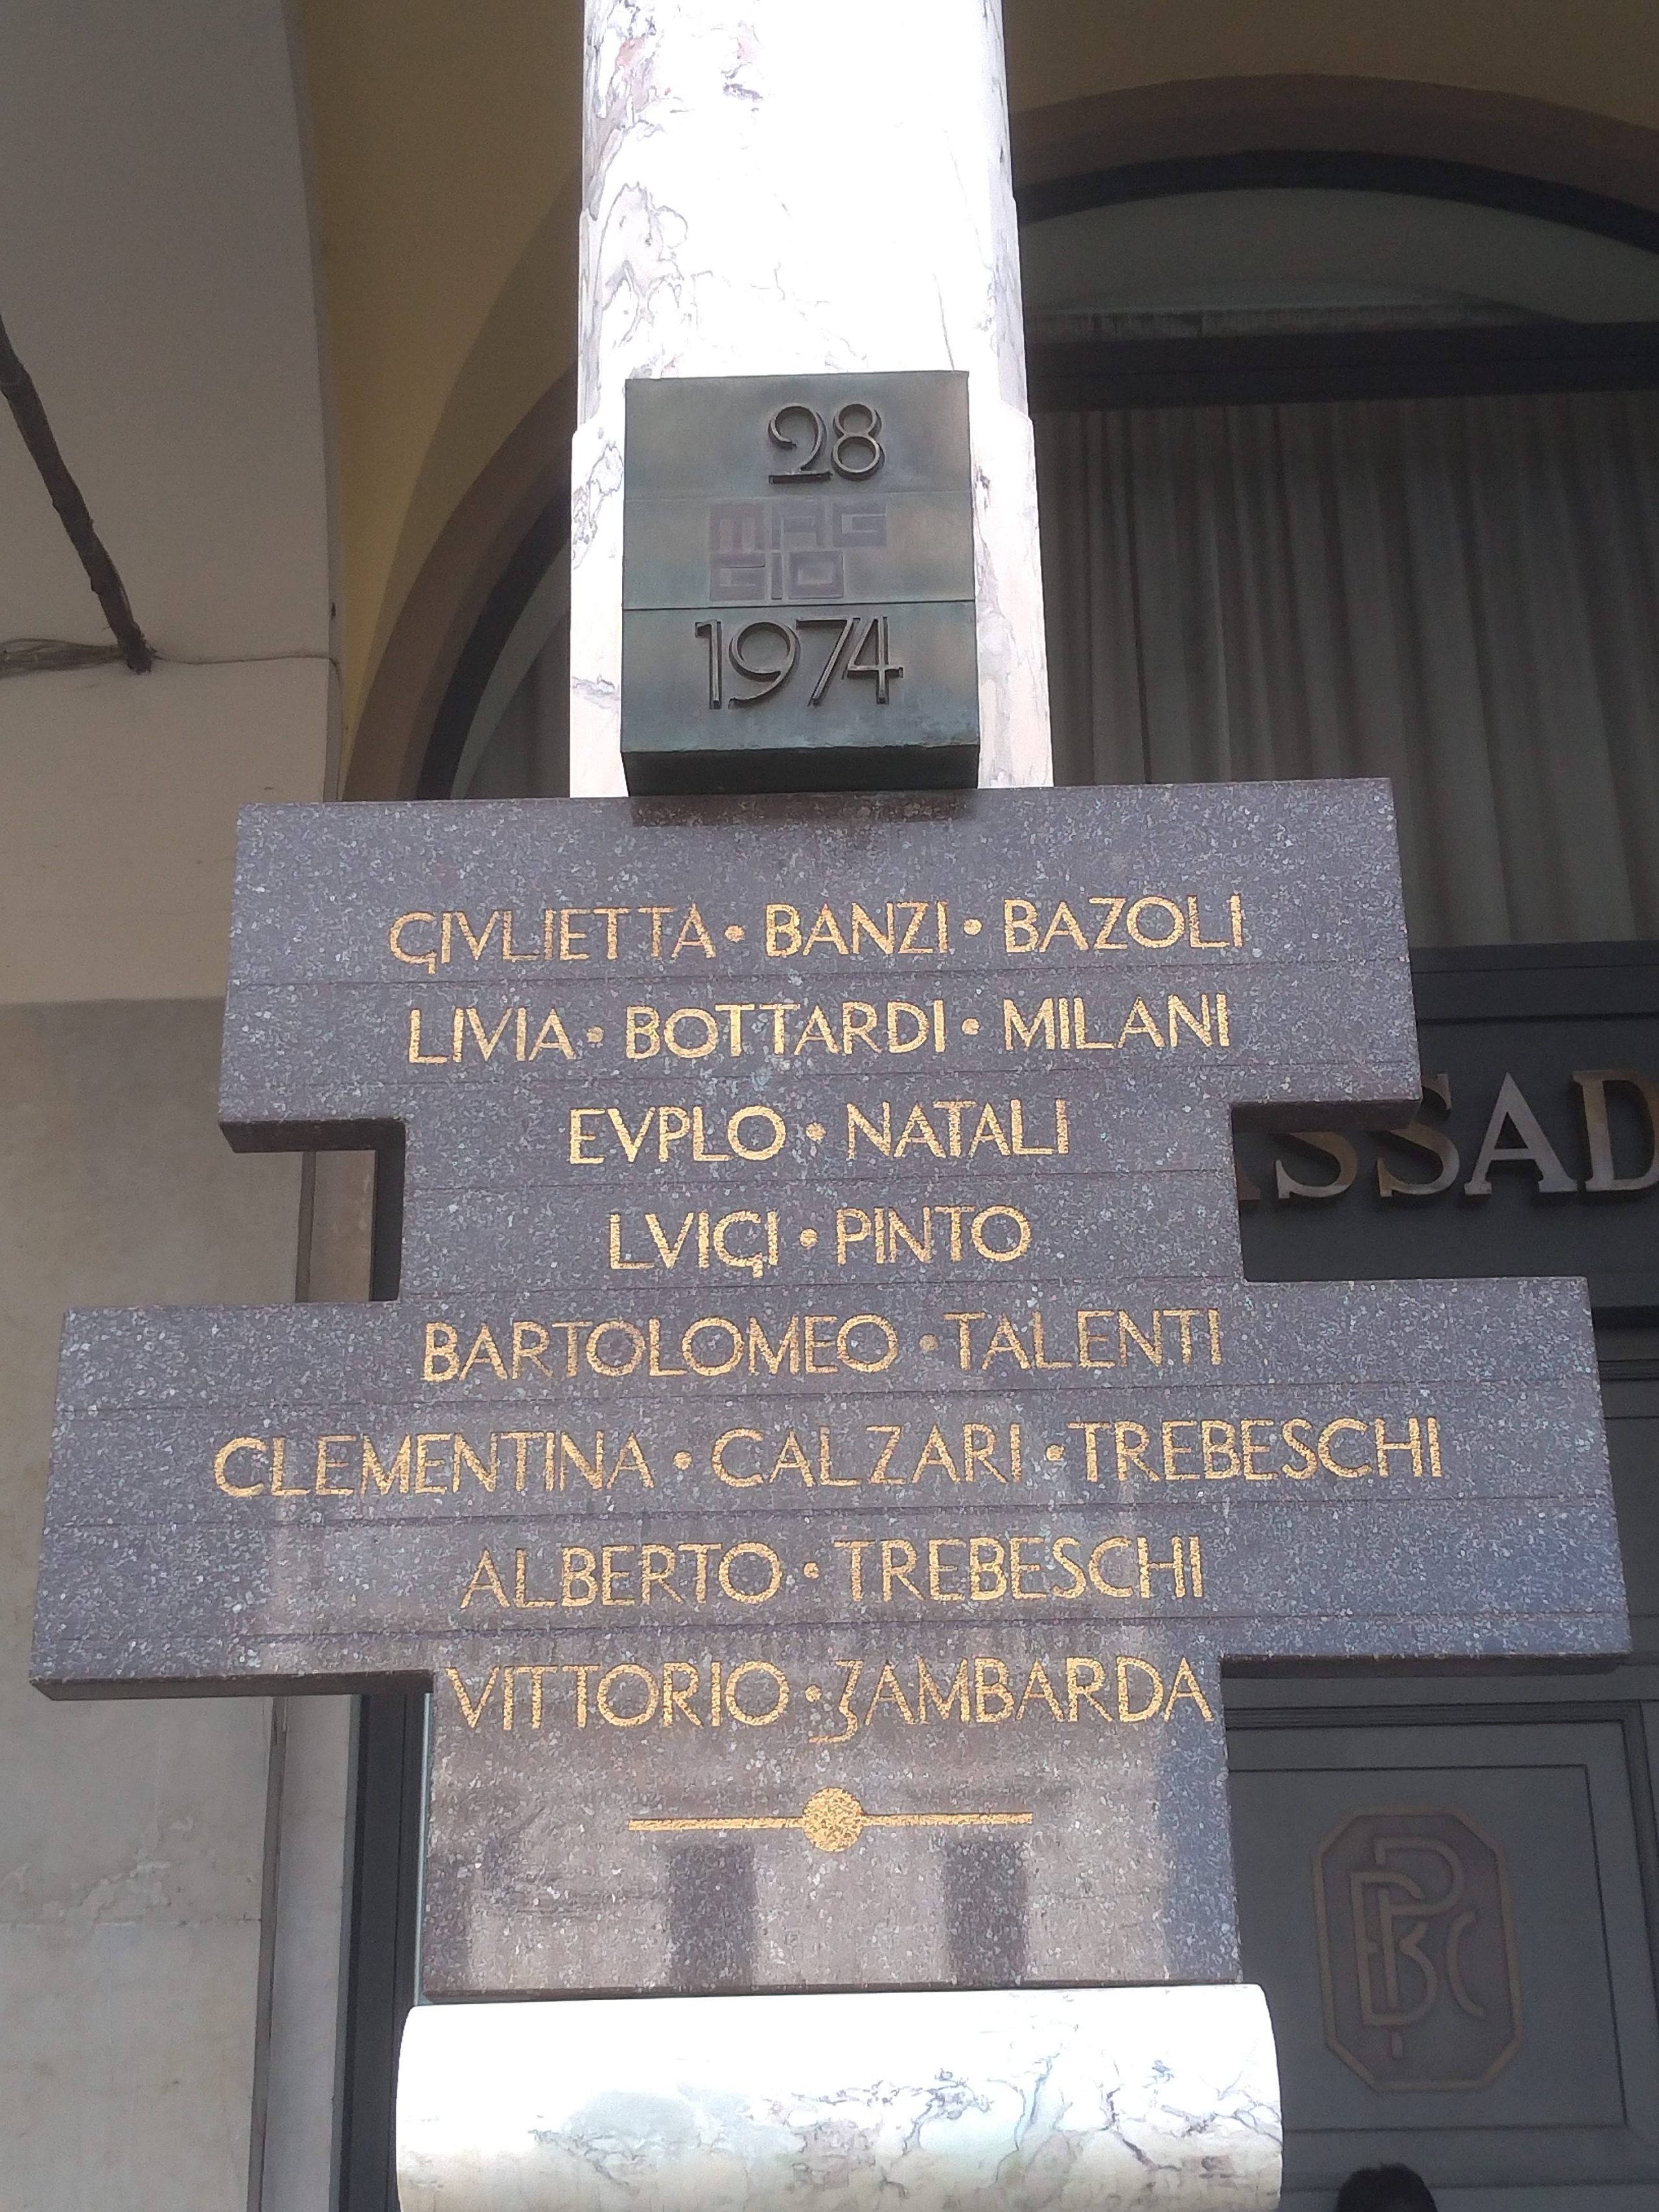 28
MAG
GIO
1974
GIVLIETTA • BANZI • BAZOLI
LIVIA • BOTTARDI • MILANI
EVPLO • NATALI
LVIGI • PINTO
BARTOLOMEO • TALENTI
CLEMENTINA • CALZARI • TREBESCHI
ALBERTO • TREBESCHI
VITTORIO • ZAMBARDA